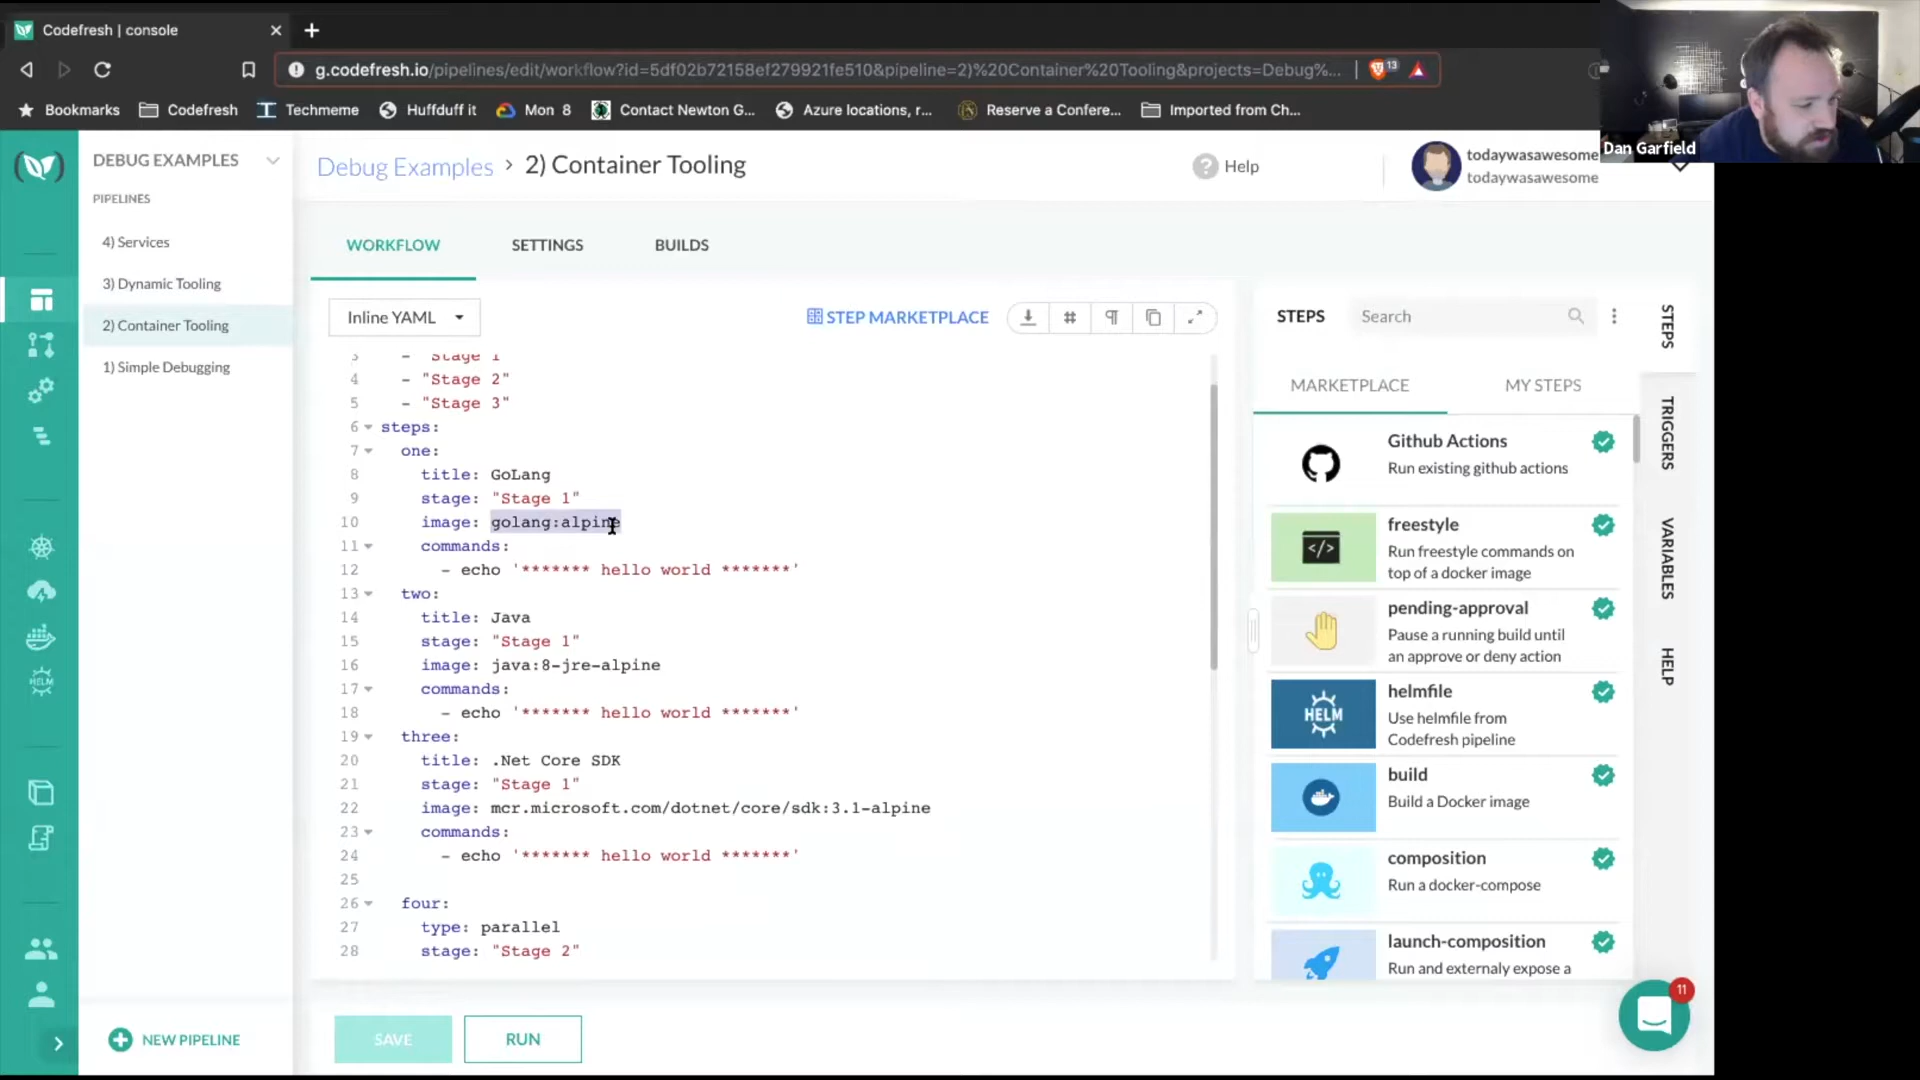 Codefresh | console
g.codefresh.io/pipelines/edit/workflow?id=5df02b72158ef279921fe510&pipeline=2)%20Container%20Tooling&projects=Debug%...
13
Bookmarks
Codefresh
Techmeme
Huffduff it
Mon 8
Contact Newton G...
Azure locations, r...
Reserve a Confere...
Imported from Ch...
Dan Garfield
DEBUG EXAMPLES
PIPELINES
4) Services
3) Dynamic Tooling
2) Container Tooling
1) Simple Debugging
NEW PIPELINE
Debug Examples > 2) Container Tooling
? Help
todaywasawesome
todaywasawesome
WORKFLOW
SETTINGS
BUILDS
Inline YAML
STEP MARKETPLACE
3 - "Stage 1
4 - "Stage 2"
5 - "Stage 3"
6 steps:
7 one:
8 title: GoLang
9 stage: "Stage 1"
10 image: golang:alpine
11 commands:
12 - echo '******* hello world *******'
13 two:
14 title: Java
15 stage: "Stage 1"
16 image: java:8-jre-alpine
17 commands:
18 - echo '******* hello world *******'
19 three:
20 title: .Net Core SDK
21 stage: "Stage 1"
22 image: mcr.microsoft.com/dotnet/core/sdk:3.1-alpine
23 commands:
24 - echo '******* hello world *******'
25
26 four:
27 type: parallel
28 stage: "Stage 2"
SAVE
RUN
STEPS
Search
MARKETPLACE
MY STEPS
Github Actions
Run existing github actions
</>
freestyle
Run freestyle commands on
top of a docker image
pending-approval
Pause a running build until
an approve or deny action
HELM
helmfile
Use helmfile from
Codefresh pipeline
build
Build a Docker image
composition
Run a docker-compose
launch-composition
Run and externaly expose a
STEPS
TRIGGERS
VARIABLES
HELP
11
HELM